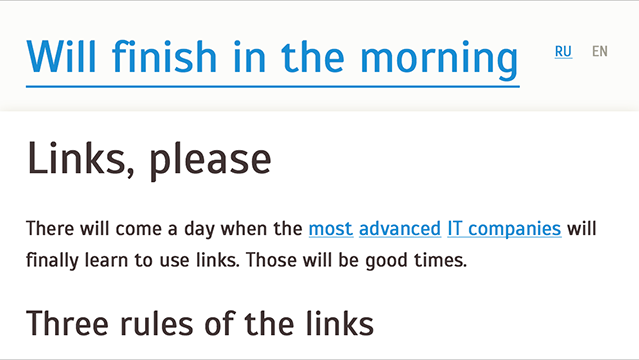 Will finish in the morning
RU EN
Links, please
There will come a day when the most advanced IT companies will
finally learn to use links. Those will be good times.
Three rules of the links